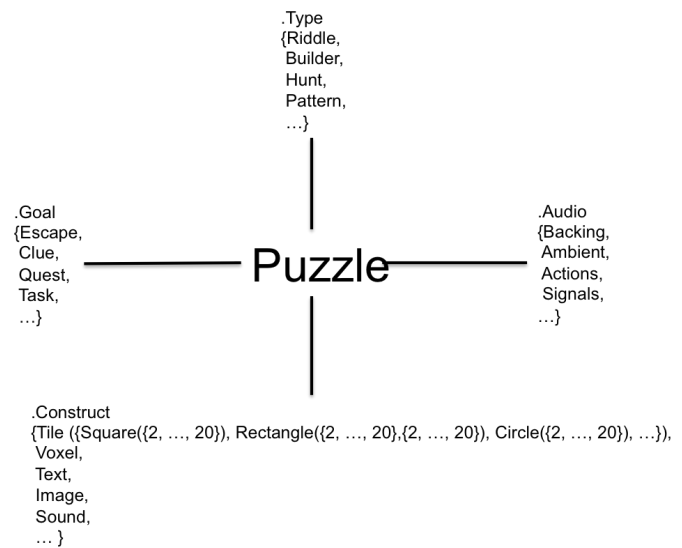 .Type
{Riddle,
Builder,
Hunt,
Pattern,
…}
.Goal
{Escape,
Clue,
Quest,
Task,
…}
Puzzle
.Audio
{Backing,
Ambient,
Actions,
Signals,
…}
.Construct
{Tile ({Square({2, …, 20}), Rectangle({2, …, 20},{2, …, 20}), Circle({2, …, 20}), …}),
Voxel,
Text,
Image,
Sound,
… }